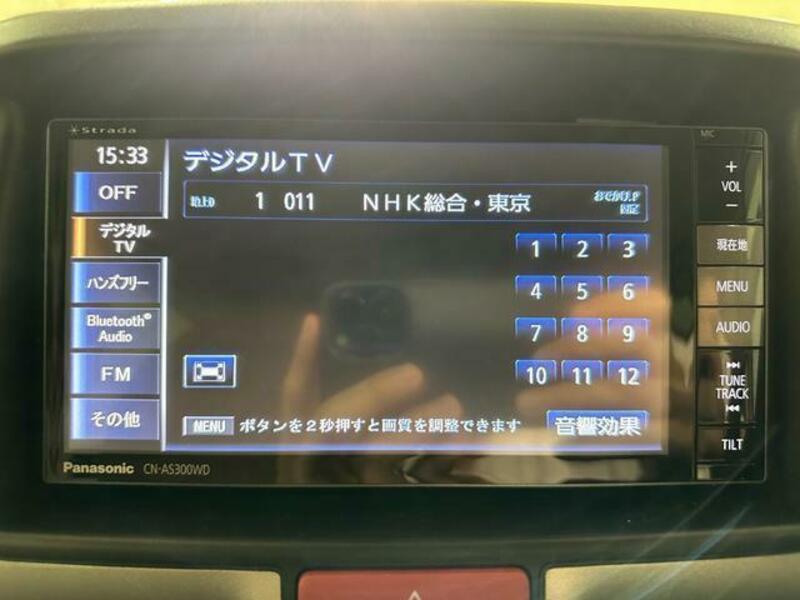 Strada
MIC
15:33
デジタルTV
OFF
地上D 1 011 NHK総合・東京
デジタル
TV
ハンズフリー
Bluetooth®
Audio
FM
その他
1 2 3
4 5 6
7 8 9
10 11 12
MENU ボタンを2秒押すと画質を調整できます
音響効果
+
VOL
−
現在地
MENU
AUDIO
TUNE
TRACK
TILT
Panasonic CN-AS300WD